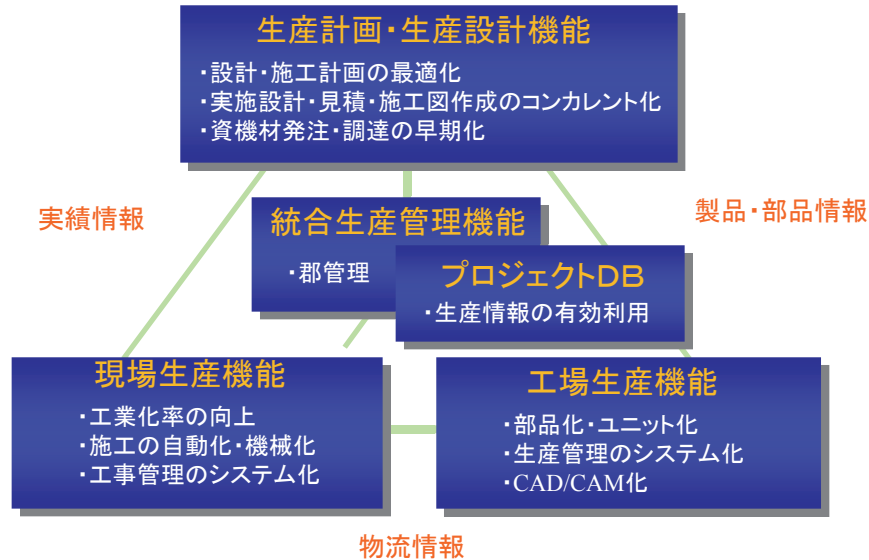 生産計画・生産設計機能
・設計・施工計画の最適化
・実施設計・見積・施工図作成のコンカレント化
・資機材発注・調達の早期化
実績情報
製品・部品情報
統合生産管理機能
・郡管理
プロジェクトDB
・生産情報の有効利用
現場生産機能
・工業化率の向上
・施工の自動化・機械化
・工事管理のシステム化
工場生産機能
・部品化・ユニット化
・生産管理のシステム化
・CAD/CAM化
物流情報